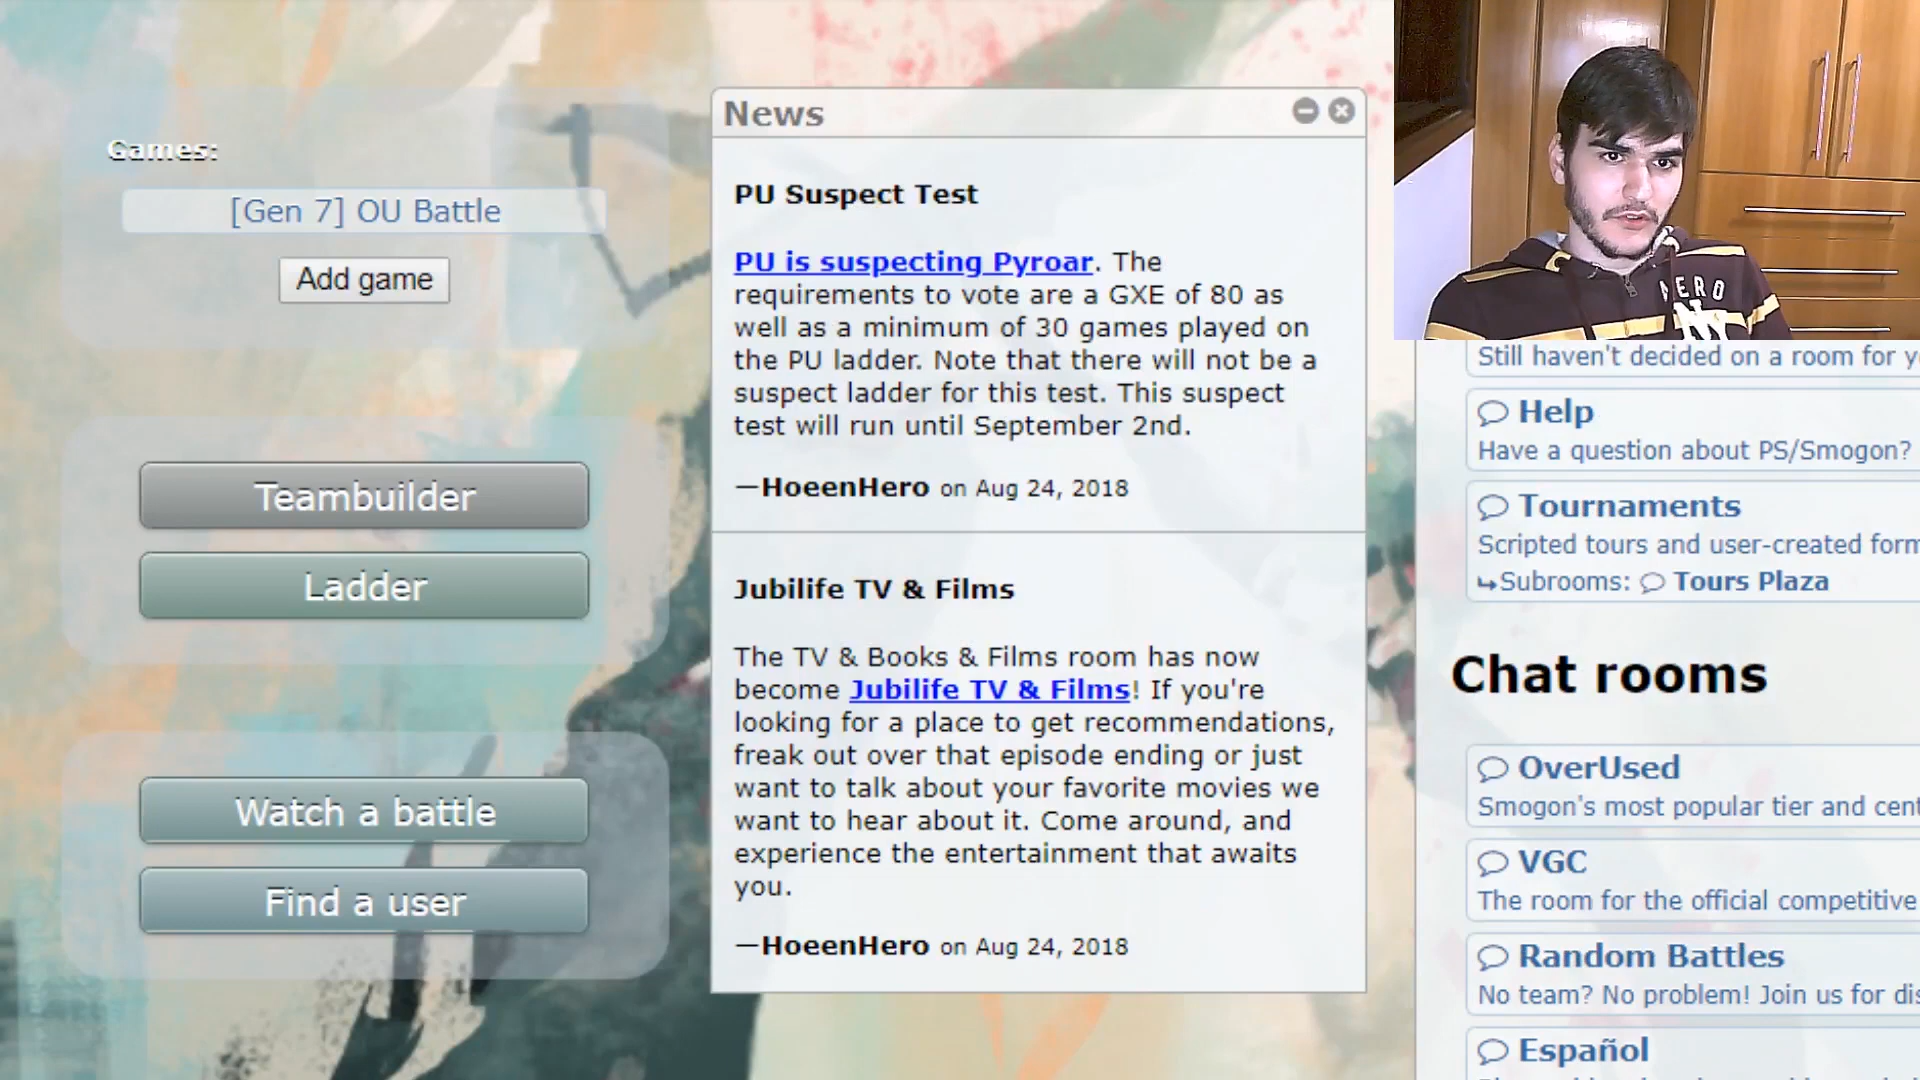 Games:
[Gen 7] OU Battle
Add game
Teambuilder
Ladder
Watch a battle
Find a user
News
PU Suspect Test
PU is suspecting Pyroar. The
requirements to vote are a GXE of 80 as
well as a minimum of 30 games played on
the PU ladder. Note that there will not be a
suspect ladder for this test. This suspect
test will run until September 2nd.
—HoeenHero on Aug 24, 2018
Jubilife TV & Films
The TV & Books & Films room has now
become Jubilife TV & Films! If you're
looking for a place to get recommendations,
freak out over that episode ending or just
want to talk about your favorite movies we
want to hear about it. Come around, and
experience the entertainment that awaits
you.
—HoeenHero on Aug 24, 2018
Still haven't decided on a room for
Help
Have a question about PS/Smogon?
Tournaments
Scripted tours and user-created
↳Subrooms: Tours Plaza
Chat rooms
OverUsed
Smogon's most popular tier and
VGC
The room for the official competitive
Random Battles
No team? No problem! Join us for
Español